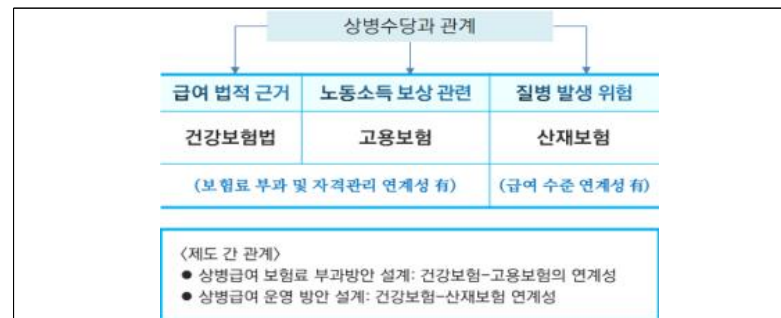 상병수당과 관계
급여 법적 근거 노동소득 보상 관련 질병 발생 위험
건강보험법 고용보험 산재보험
(보험료 부과 및 자격관리 연계성 有) (급여 수준 연계성 有)
〈제도 간 관계〉
● 상병급여 보험료 부과방안 설계: 건강보험-고용보험의 연계성
● 상병급여 운영 방안 설계: 건강보험-산재보험 연계성